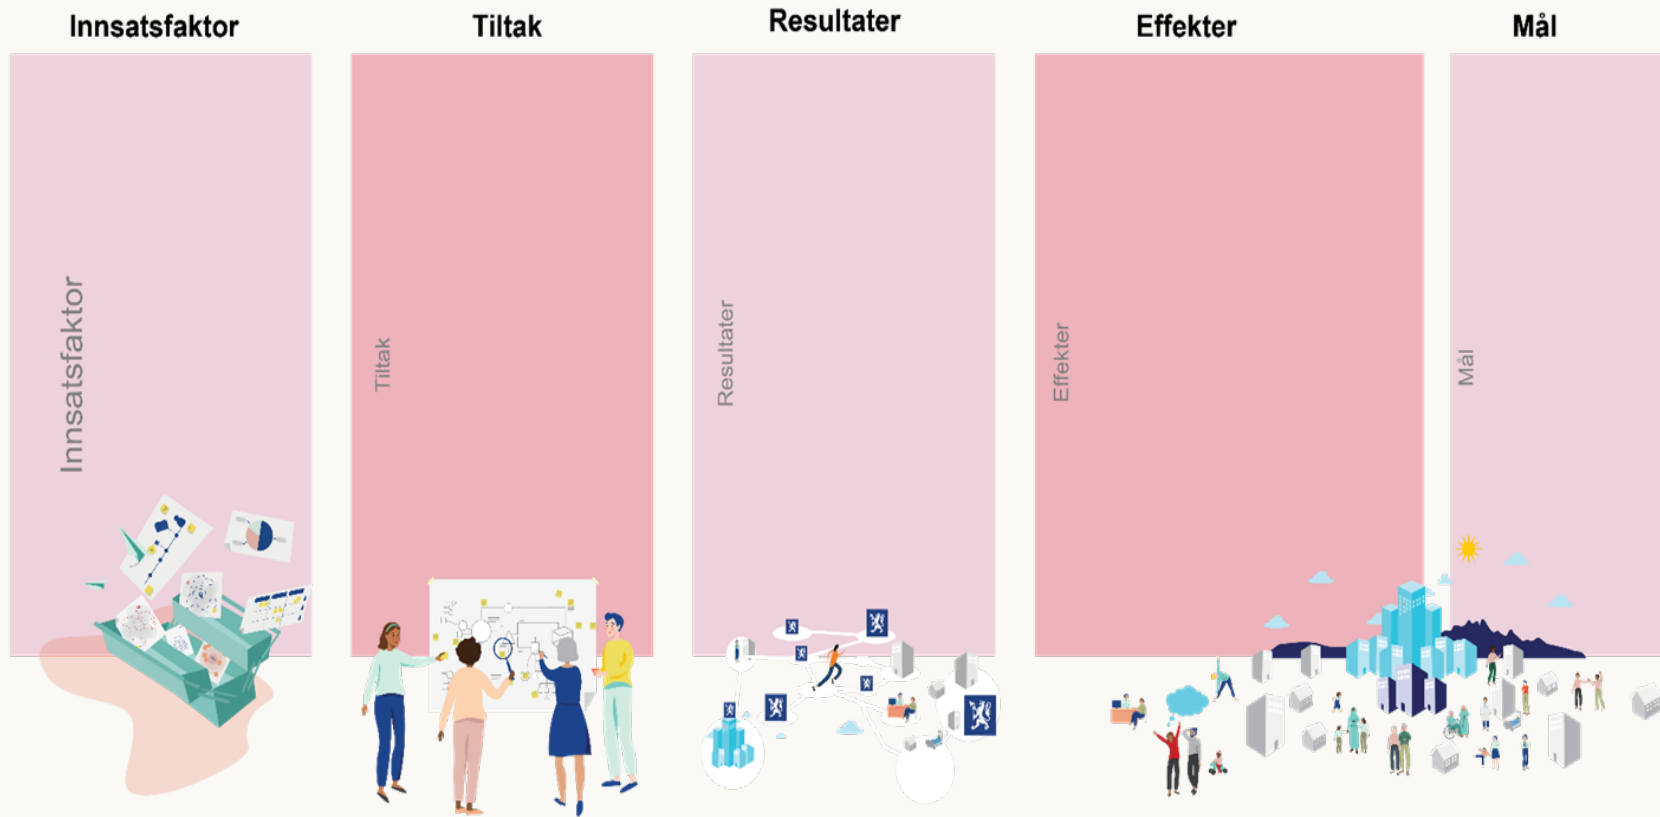 Innsatsfaktor
Tiltak
Resultater
Effekter
Mål
Innsatsfaktor
Tiltak
Resultater
Effekter
Mål